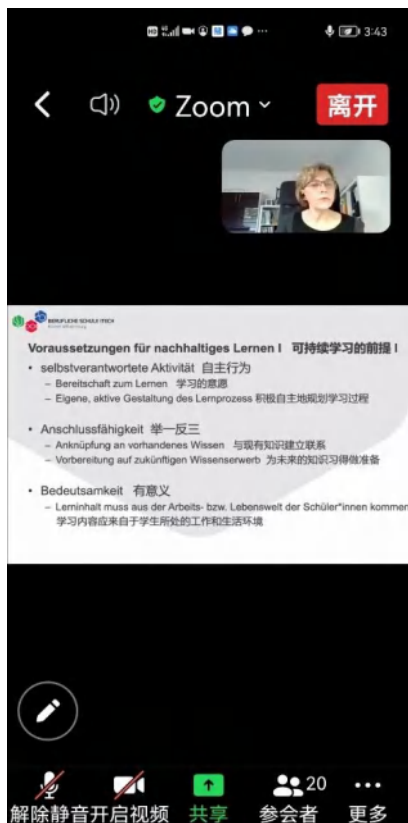 HD 3:43
Zoom
离开
BERUFLICHE SCHULE ITECH
Voraussetzungen für nachhaltiges Lernen I 可持续学习的前提 I
• selbstverantwortete Aktivität 自主行为
– Bereitschaft zum Lernen 学习的意愿
– Eigene, aktive Gestaltung des Lernprozess 积极自主地规划学习过程
• Anschlussfähigkeit 举一反三
– Anknüpfung an vorhandenes Wissen 与现有知识建立联系
– Vorbereitung auf zukünftigen Wissenserwerb 为未来的知识习得做准备
• Bedeutsamkeit 有意义
– Lerninhalt muss aus der Arbeits- bzw. Lebenswelt der Schüler*innen kommen
学习内容应来自于学生所处的工作和生活环境
20
解除静音 开启视频 共享 参会者 更多